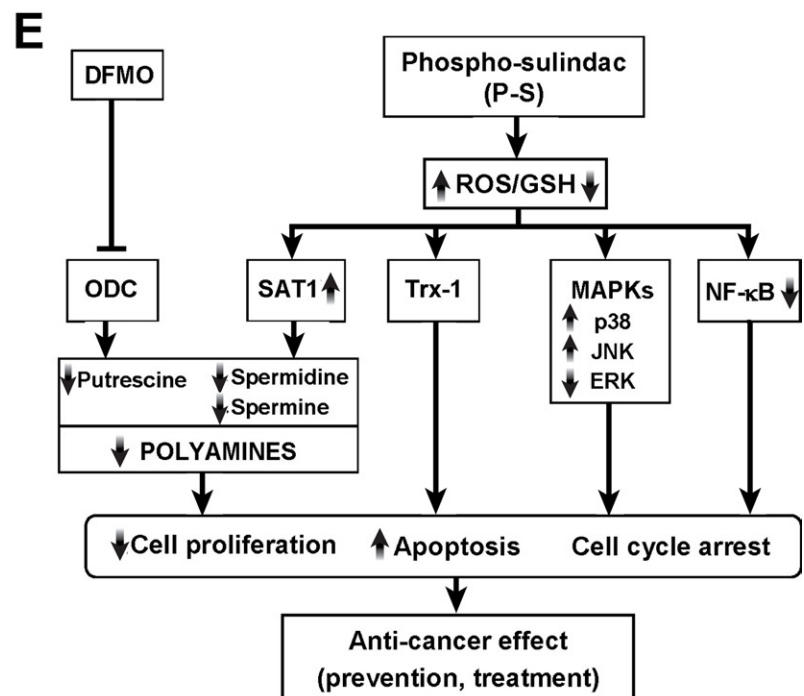 E
DFMO
Phospho-sulindac
(P-S)
ROS/GSH
ODC
SAT1
Trx-1
MAPKs
p38
JNK
ERK
NF-κB
Putrescine
Spermidine
Spermine
POLYAMINES
Cell proliferation
Apoptosis
Cell cycle arrest
Anti-cancer effect
(prevention, treatment)